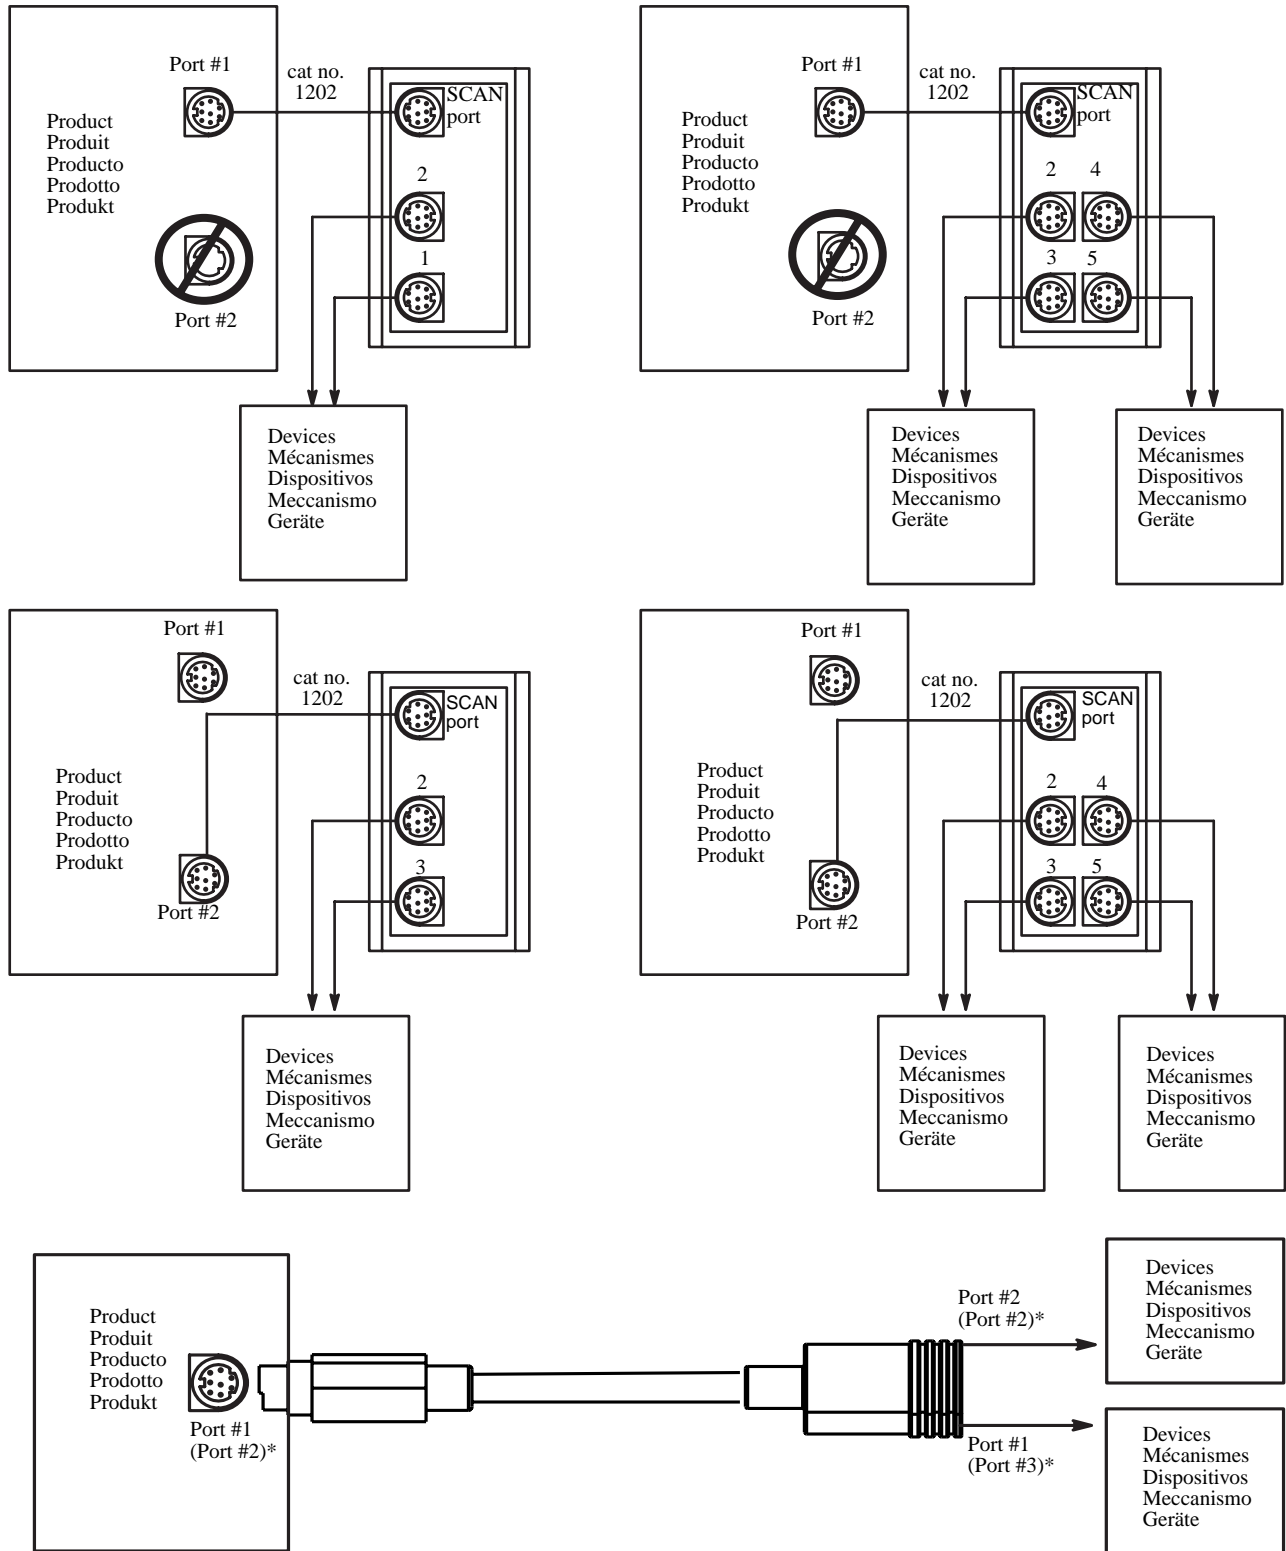 Port #1
cat no.
1202
SCAN
port
Product
Produit
Producto
Prodotto
Produkt
2
1
Port #2
Devices
Mécanismes
Dispositivos
Meccanismo
Geräte
Port #1
cat no.
1202
SCAN
port
Product
Produit
Producto
Prodotto
Produkt
2 4
3 5
Port #2
Devices
Mécanismes
Dispositivos
Meccanismo
Geräte
Devices
Mécanismes
Dispositivos
Meccanismo
Geräte
Port #1
cat no.
1202
SCAN
port
Product
Produit
Producto
Prodotto
Produkt
2
3
Port #2
Devices
Mécanismes
Dispositivos
Meccanismo
Geräte
Port #1
cat no.
1202
SCAN
port
Product
Produit
Producto
Prodotto
Produkt
2 4
3 5
Port #2
Devices
Mécanismes
Dispositivos
Meccanismo
Geräte
Devices
Mécanismes
Dispositivos
Meccanismo
Geräte
Product
Produit
Producto
Prodotto
Produkt
Port #1
(Port #2)*
Port #2
(Port #2)*
Devices
Mécanismes
Dispositivos
Meccanismo
Geräte
Port #1
(Port #3)*
Devices
Mécanismes
Dispositivos
Meccanismo
Geräte